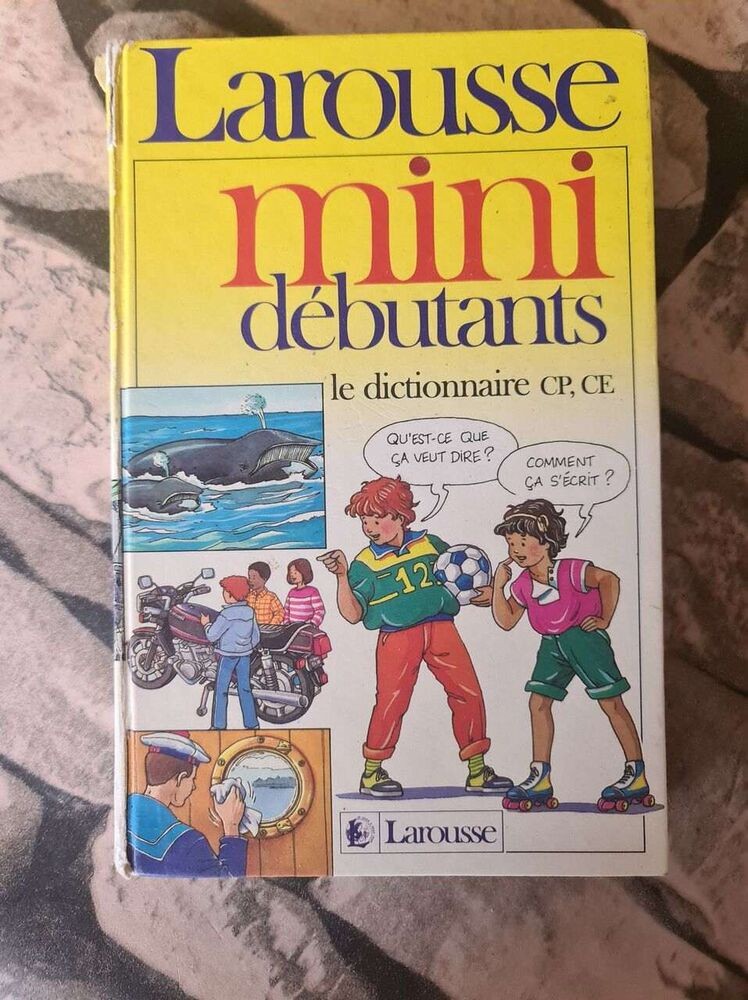 Larousse
mini
débutants
le dictionnaire CP, CE
QU'EST-CE QUE
ÇA VEUT DIRE ?
COMMENT
ÇA S'ÉCRIT ?
12
Larousse